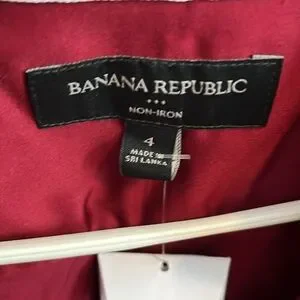 BANANA REPUBLIC
NON-IRON
4
MADE IN
SRI LANKA